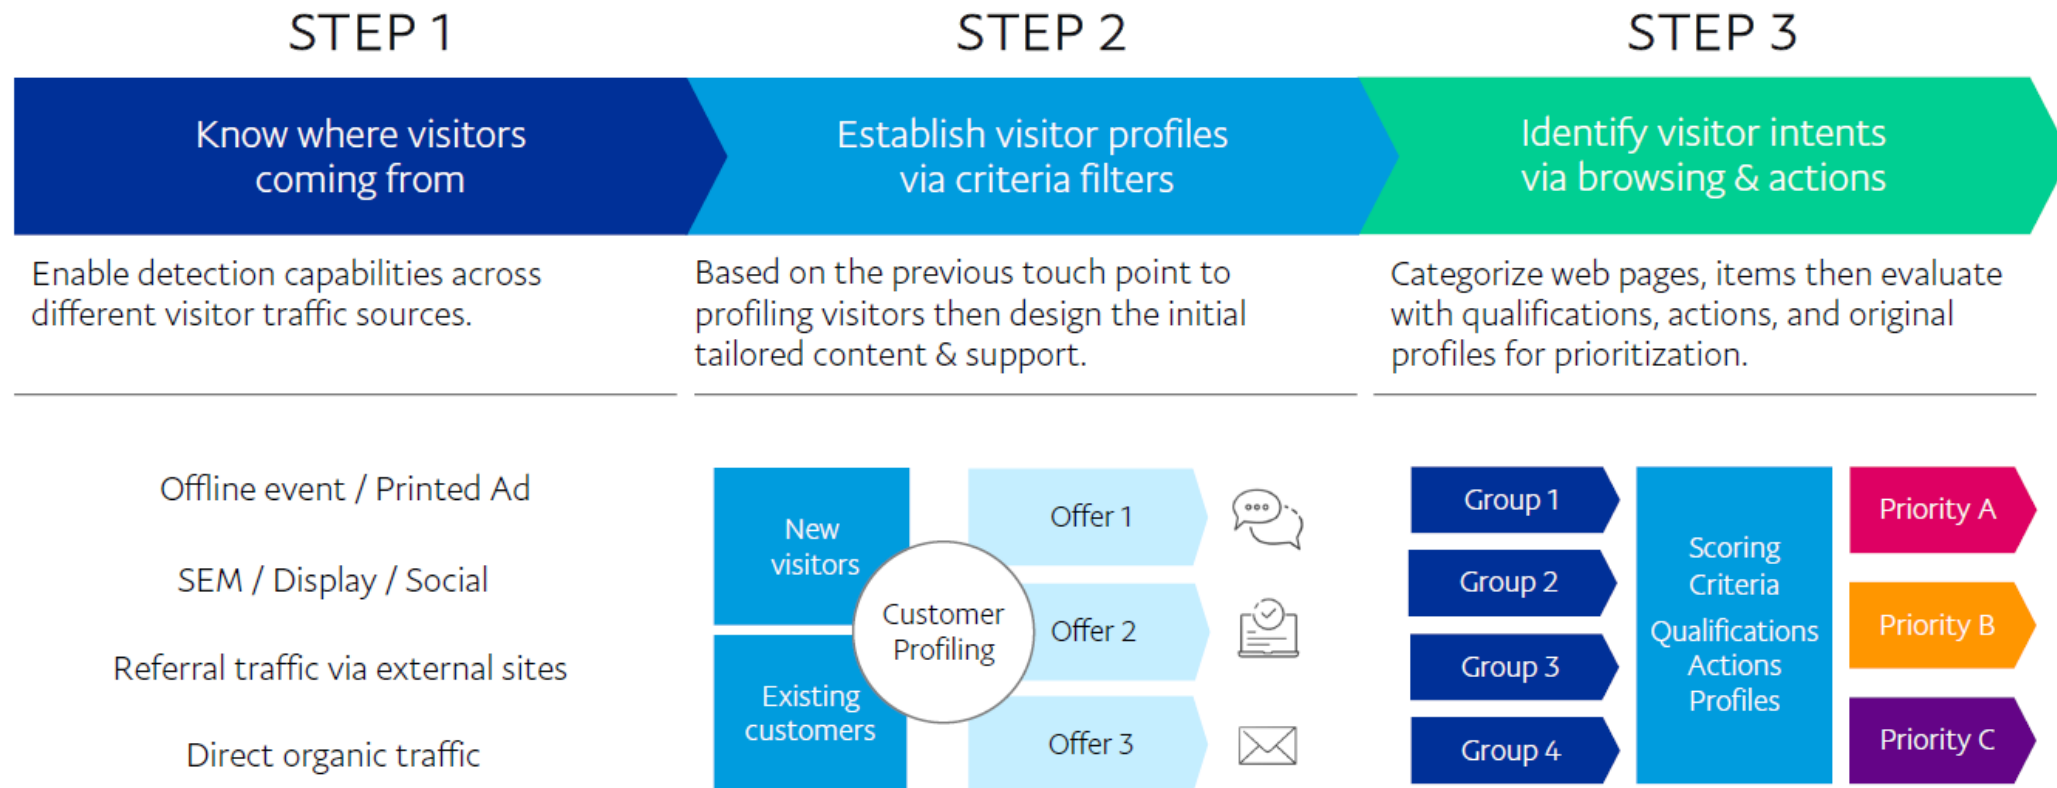 STEP 1
Know where visitors
coming from
Enable detection capabilities across
different visitor traffic sources.
Offline event / Printed Ad
SEM / Display / Social
Referral traffic via external sites
Direct organic traffic
STEP 2
Establish visitor profiles
via criteria filters
Based on the previous touch point to
profiling visitors then design the initial
tailored content & support.
New
visitors
Existing
customers
Customer
Profiling
Offer 1
Offer 2
Offer 3
STEP 3
Identify visitor intents
via browsing & actions
Categorize web pages, items then evaluate
with qualifications, actions, and original
profiles for prioritization.
Group 1
Group 2
Group 3
Group 4
Scoring
Criteria
Qualifications
Actions
Profiles
Priority A
Priority B
Priority C